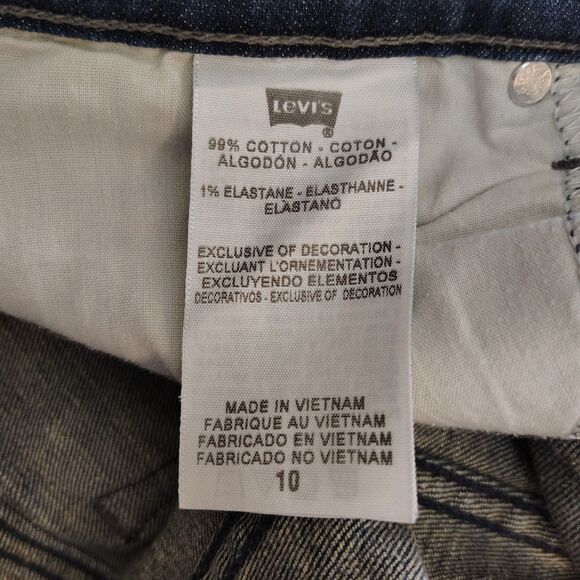 LEVI'S
®
99% COTTON - COTON -
ALGODÓN - ALGODÃO
1% ELASTANE - ELASTHANNE -
ELASTANO
EXCLUSIVE OF DECORATION -
EXCLUANT L'ORNEMENTATION -
EXCLUYENDO ELEMENTOS
DECORATIVOS - EXCLUSIVE OF DECORATION
MADE IN VIETNAM
FABRIQUE AU VIETNAM
FABRICADO EN VIETNAM
FABRICADO NO VIETNAM
10